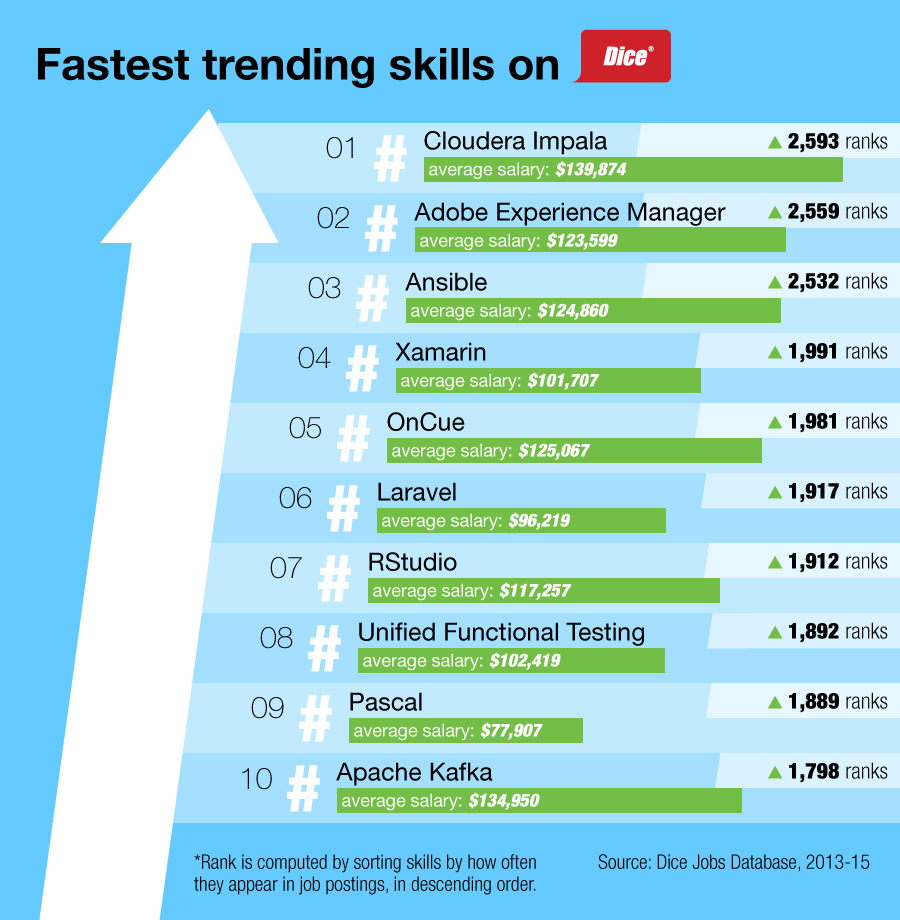 Fastest trending skills on Dice®
01 # Cloudera Impala ▲ 2,593 ranks
average salary: $139,874
02 # Adobe Experience Manager ▲ 2,559 ranks
average salary: $123,599
03 # Ansible ▲ 2,532 ranks
average salary: $124,860
04 # Xamarin ▲ 1,991 ranks
average salary: $101,707
05 # OnCue ▲ 1,981 ranks
average salary: $125,067
06 # Laravel ▲ 1,917 ranks
average salary: $96,219
07 # RStudio ▲ 1,912 ranks
average salary: $117,257
08 # Unified Functional Testing ▲ 1,892 ranks
average salary: $102,419
09 # Pascal ▲ 1,889 ranks
average salary: $77,907
10 # Apache Kafka ▲ 1,798 ranks
average salary: $134,950
*Rank is computed by sorting skills by how often
they appear in job postings, in descending order.
Source: Dice Jobs Database, 2013-15